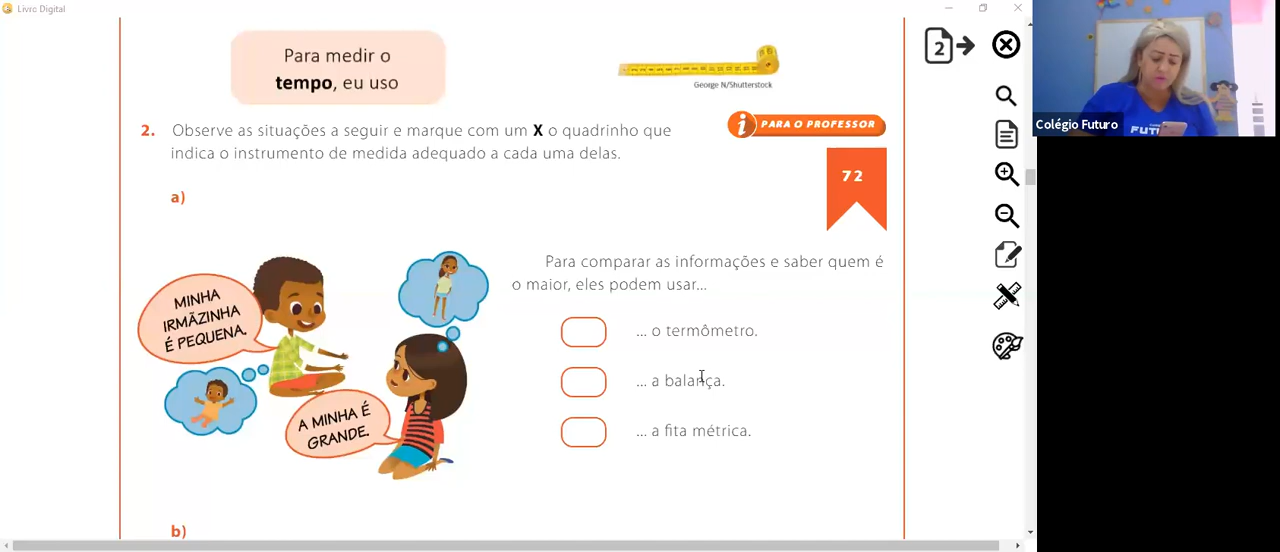 Livro Digital
Para medir o
tempo, eu uso
George N/Shutterstock
2. Observe as situações a seguir e marque com um X o quadrinho que
indica o instrumento de medida adequado a cada uma delas.
i PARA O PROFESSOR
72
a)
Para comparar as informações e saber quem é
o maior, eles podem usar...
MINHA
IRMÃZINHA
É PEQUENA.
A MINHA É
GRANDE.
... o termômetro.
... a balança.
... a fita métrica.
b)
2
Colégio Futuro